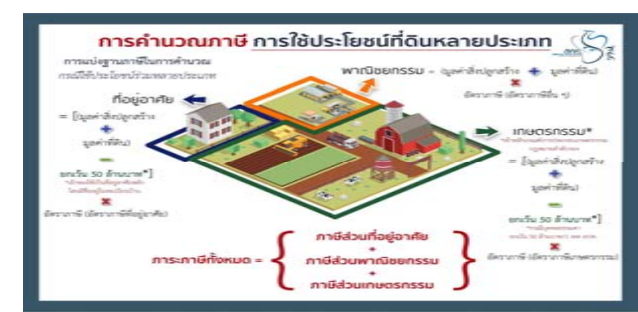 การคำนวณภาษี การใช้ประโยชน์ที่ดินหลายประเภท
การแบ่งฐานภาษีในการคำนวณ
กรณีใช้ประโยชน์ร่วมหลายประเภท
พาณิชยกรรม = (มูลค่าสิ่งปลูกสร้าง + มูลค่าที่ดิน)
×
อัตราภาษี (อัตราภาษีอื่น ๆ)
ที่อยู่อาศัย
= [(มูลค่าสิ่งปลูกสร้าง
+
มูลค่าที่ดิน)
-
ยกเว้น 50 ล้านบาท*]
×
อัตราภาษี (อัตราภาษีที่อยู่อาศัย)
เกษตรกรรม*
= [(มูลค่าสิ่งปลูกสร้าง
+
มูลค่าที่ดิน)
-
ยกเว้น 50 ล้านบาท*]
×
อัตราภาษี (อัตราภาษีเกษตรกรรม)
ภาระภาษีทั้งหมด =
ภาษีส่วนที่อยู่อาศัย
+
ภาษีส่วนพาณิชยกรรม
+
ภาษีส่วนเกษตรกรรม